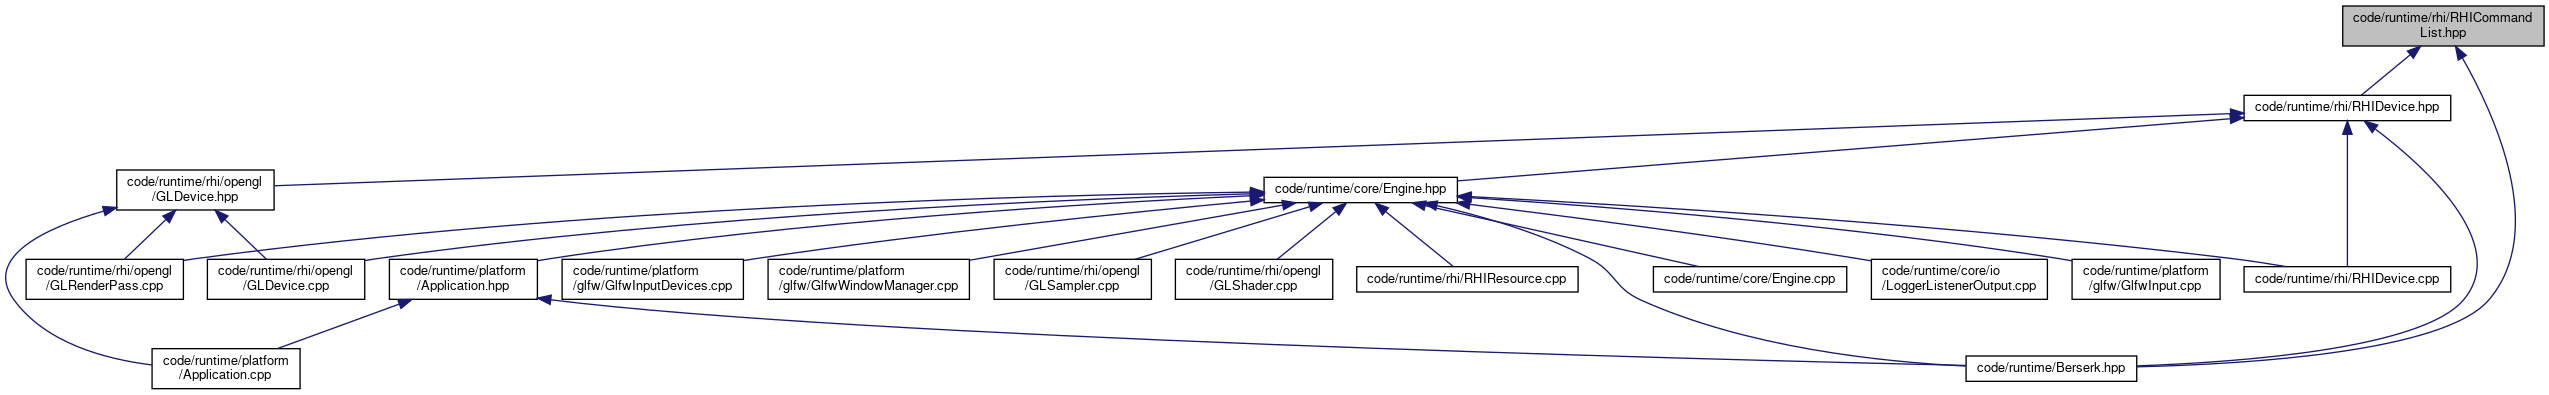 code/runtime/rhi/RHICommand
List.hpp
code/runtime/rhi/RHIDevice.hpp
code/runtime/rhi/opengl
/GLDevice.hpp
code/runtime/core/Engine.hpp
code/runtime/rhi/opengl
/GLRenderPass.cpp
code/runtime/rhi/opengl
/GLDevice.cpp
code/runtime/platform
/Application.hpp
code/runtime/platform
/glfw/GlfwInputDevices.cpp
code/runtime/platform
/glfw/GlfwWindowManager.cpp
code/runtime/rhi/opengl
/GLSampler.cpp
code/runtime/rhi/opengl
/GLShader.cpp
code/runtime/rhi/RHIResource.cpp
code/runtime/core/Engine.cpp
code/runtime/core/io
/LoggerListenerOutput.cpp
code/runtime/platform
/glfw/GlfwInput.cpp
code/runtime/rhi/RHIDevice.cpp
code/runtime/platform
/Application.cpp
code/runtime/Berserk.hpp